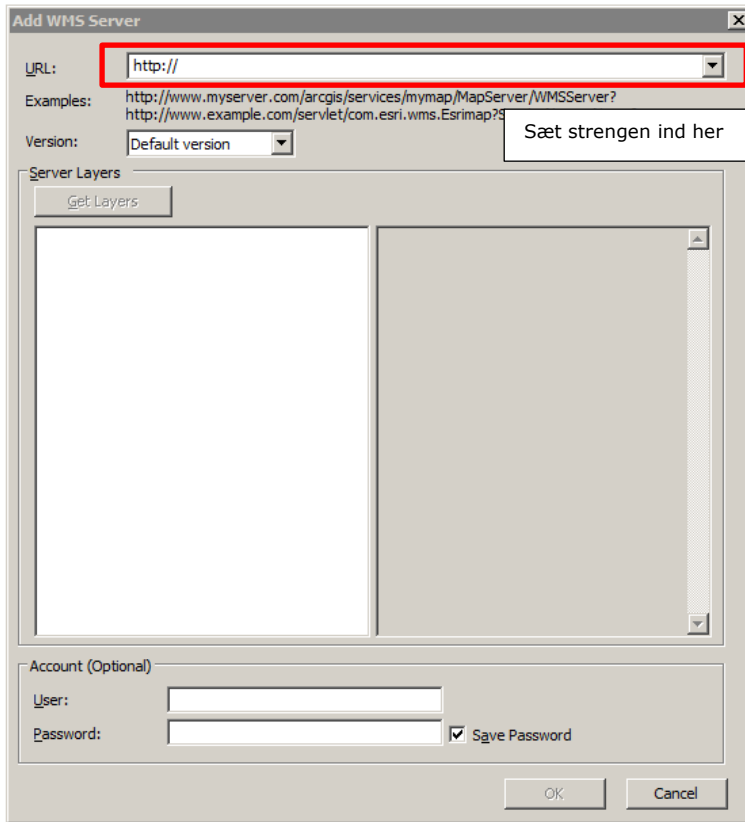 Add WMS Server
URL: http://
Examples: http://www.myserver.com/arcgis/services/mymap/MapServer/WMSServer?
http://www.example.com/servlet/com.esri.wms.Esrimap?S
Sæt strengen ind her
Version: Default version
Server Layers
Get Layers
Account (Optional)
User:
Password: Save Password
OK Cancel